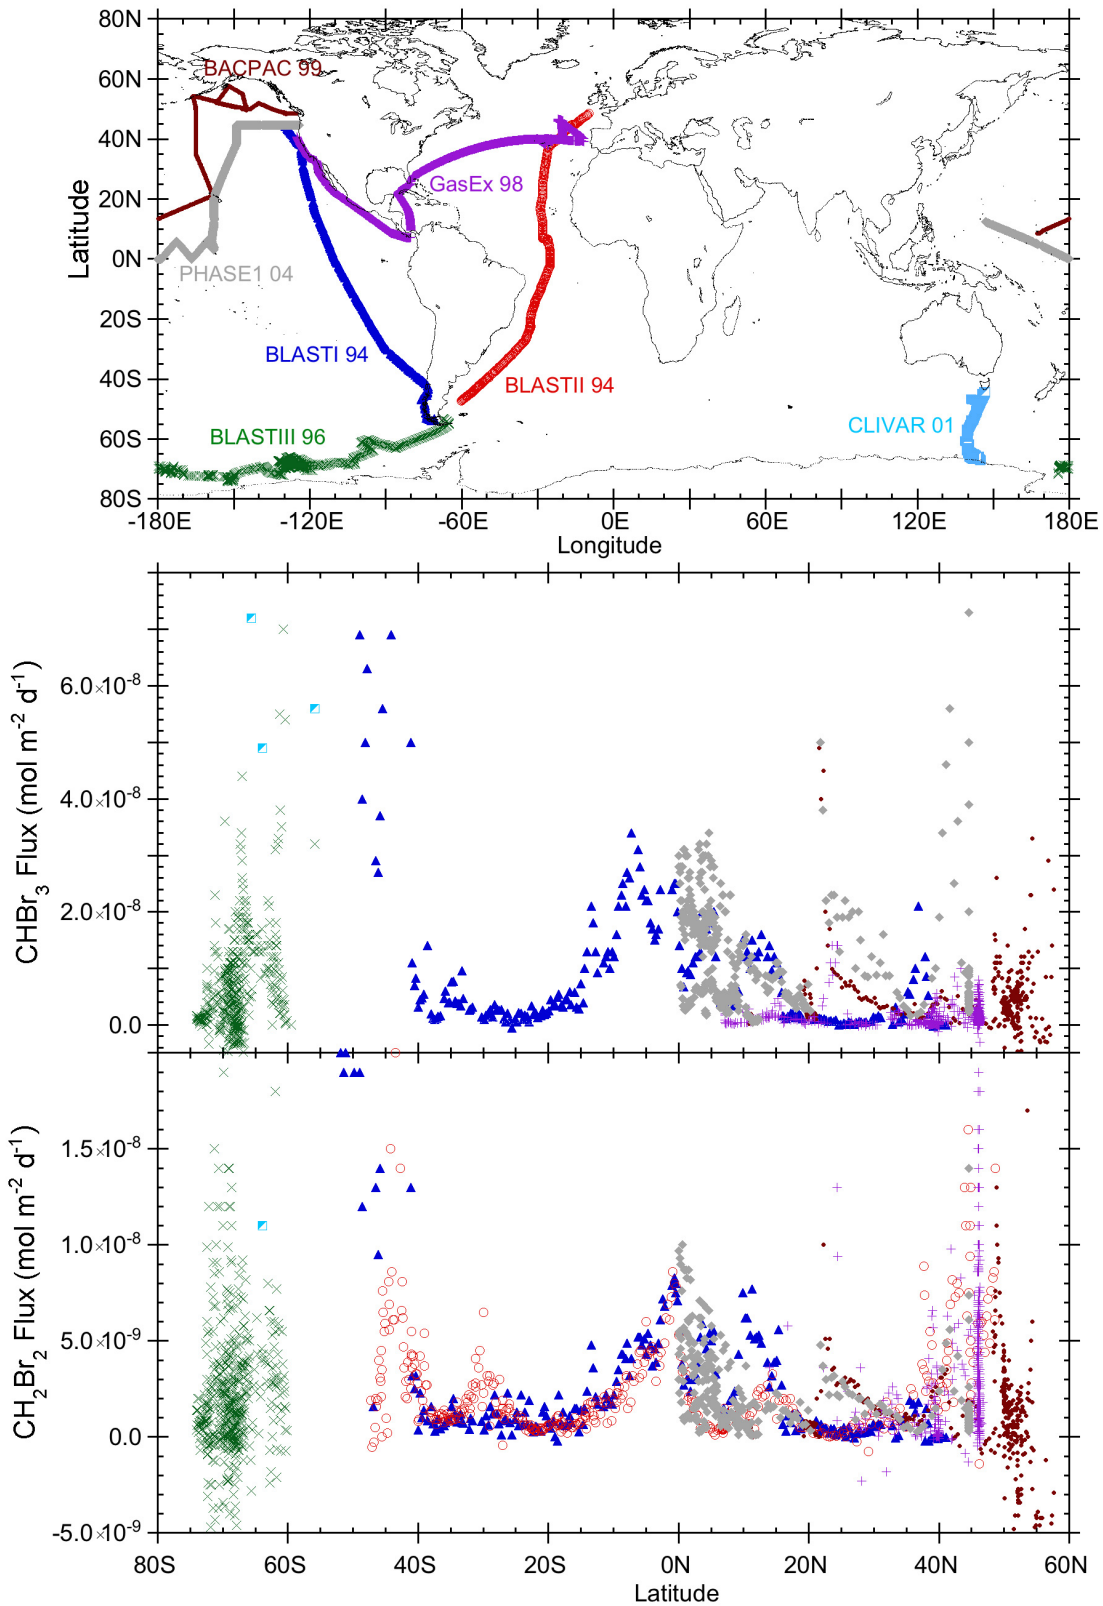 80N
60N
40N
20N
0N
20S
40S
60S
80S
Latitude
BACPAC 99
GasEx 98
PHASE1 04
BLASTI 94
BLASTII 94
BLASTIII 96
CLIVAR 01
-180E -120E -60E 0E 60E 120E 180E
Longitude
CHBr3 Flux (mol m-2 d-1)
6.0×10-8
4.0×10-8
2.0×10-8
0.0
CH2Br2 Flux (mol m-2 d-1)
1.5×10-8
1.0×10-8
5.0×10-9
0.0
-5.0×10-9
80S 60S 40S 20S 0N 20N 40N 60N
Latitude